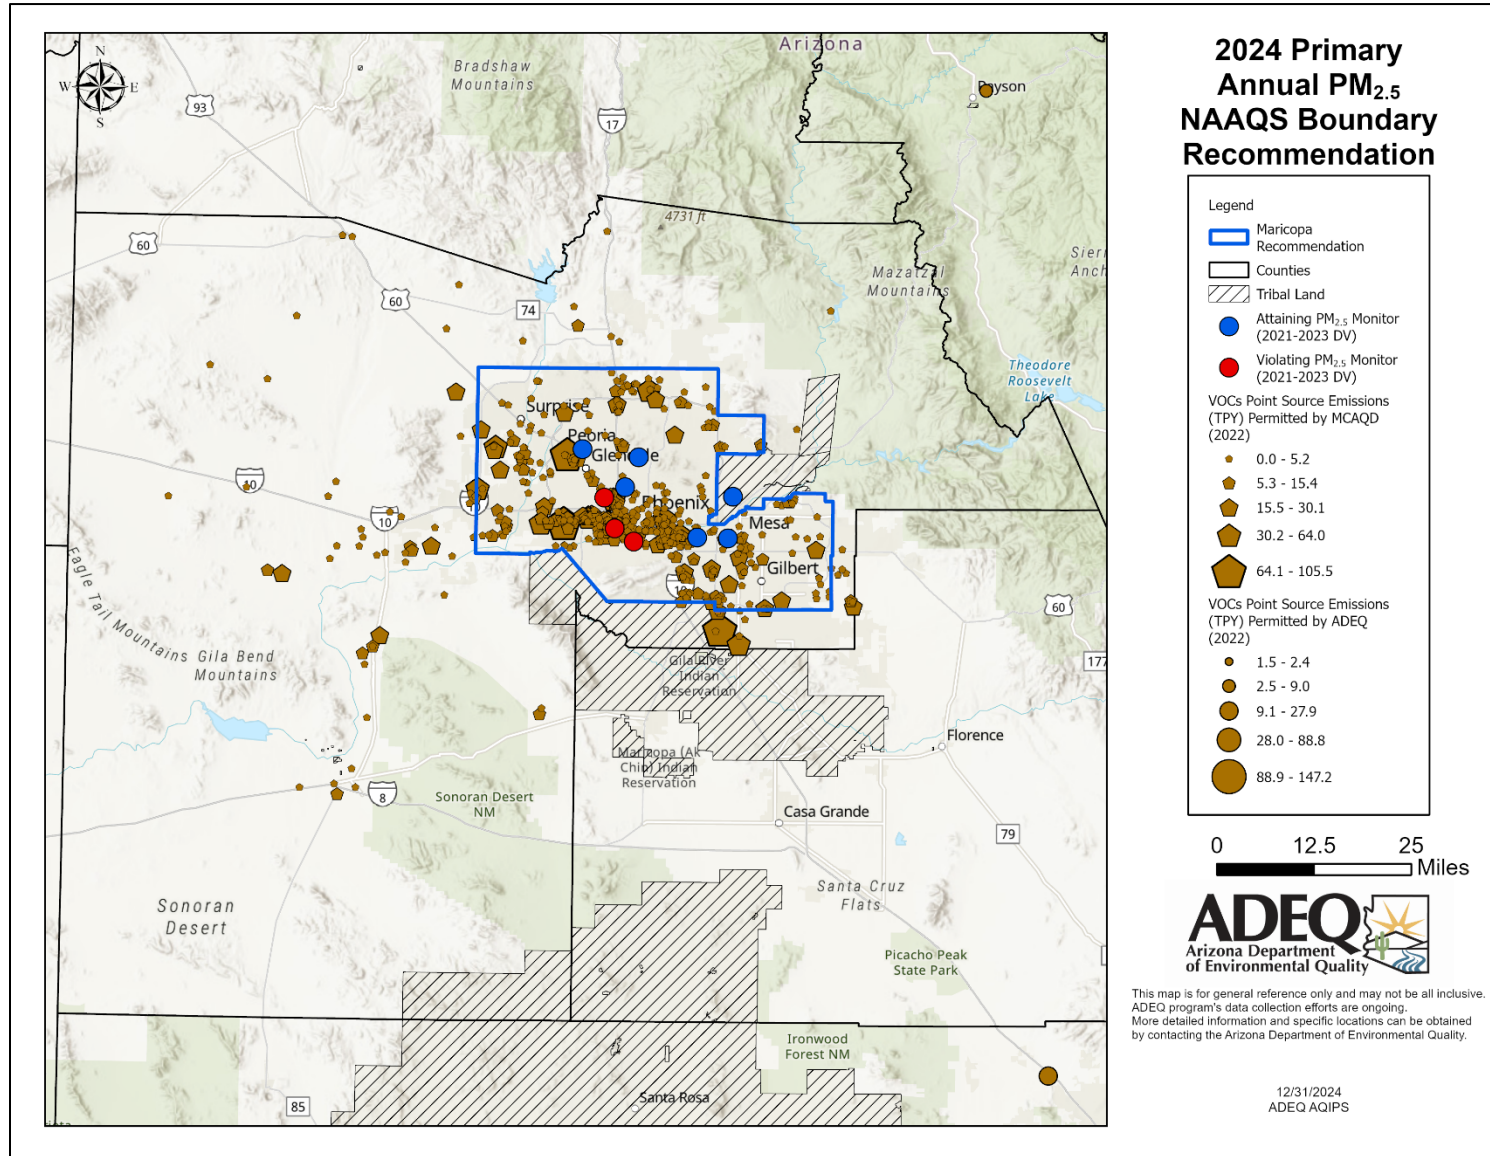 2024 Primary
Annual PM2.5
NAAQS Boundary
Recommendation
Legend
Maricopa
Recommendation
Counties
Tribal Land
Attaining PM2.5 Monitor
(2021-2023 DV)
Violating PM2.5 Monitor
(2021-2023 DV)
VOCs Point Source Emissions
(TPY) Permitted by MCAQD
(2022)
0.0 - 5.2
5.3 - 15.4
15.5 - 30.1
30.2 - 64.0
64.1 - 105.5
VOCs Point Source Emissions
(TPY) Permitted by ADEQ
(2022)
1.5 - 2.4
2.5 - 9.0
9.1 - 27.9
28.0 - 88.8
88.9 - 147.2
0 12.5 25
Miles
ADEQ
Arizona Department
of Environmental Quality
This map is for general reference only and may not be all inclusive.
ADEQ program's data collection efforts are ongoing.
More detailed information and specific locations can be obtained
by contacting the Arizona Department of Environmental Quality.
12/31/2024
ADEQ AQIPS
N
W E
S
Arizona
Bradshaw
Mountains
Payson
93
17
4731 ft
60
60
74
Mazatzal
Mountains
Theodore
Roosevelt
Lake
Surprise
Peoria
Glendale
Phoenix
Mesa
Gilbert
10
10
10
10
60
177
Eagle Tail Mountains
Gila Bend
Mountains
Gila River
Indian
Reservation
Maricopa (Ak
Chin) Indian
Reservation
Florence
Sonoran Desert
NM
8
Casa Grande
79
Santa Cruz
Flats
Sonoran
Desert
Picacho Peak
State Park
Ironwood
Forest NM
85
Santa Rosa